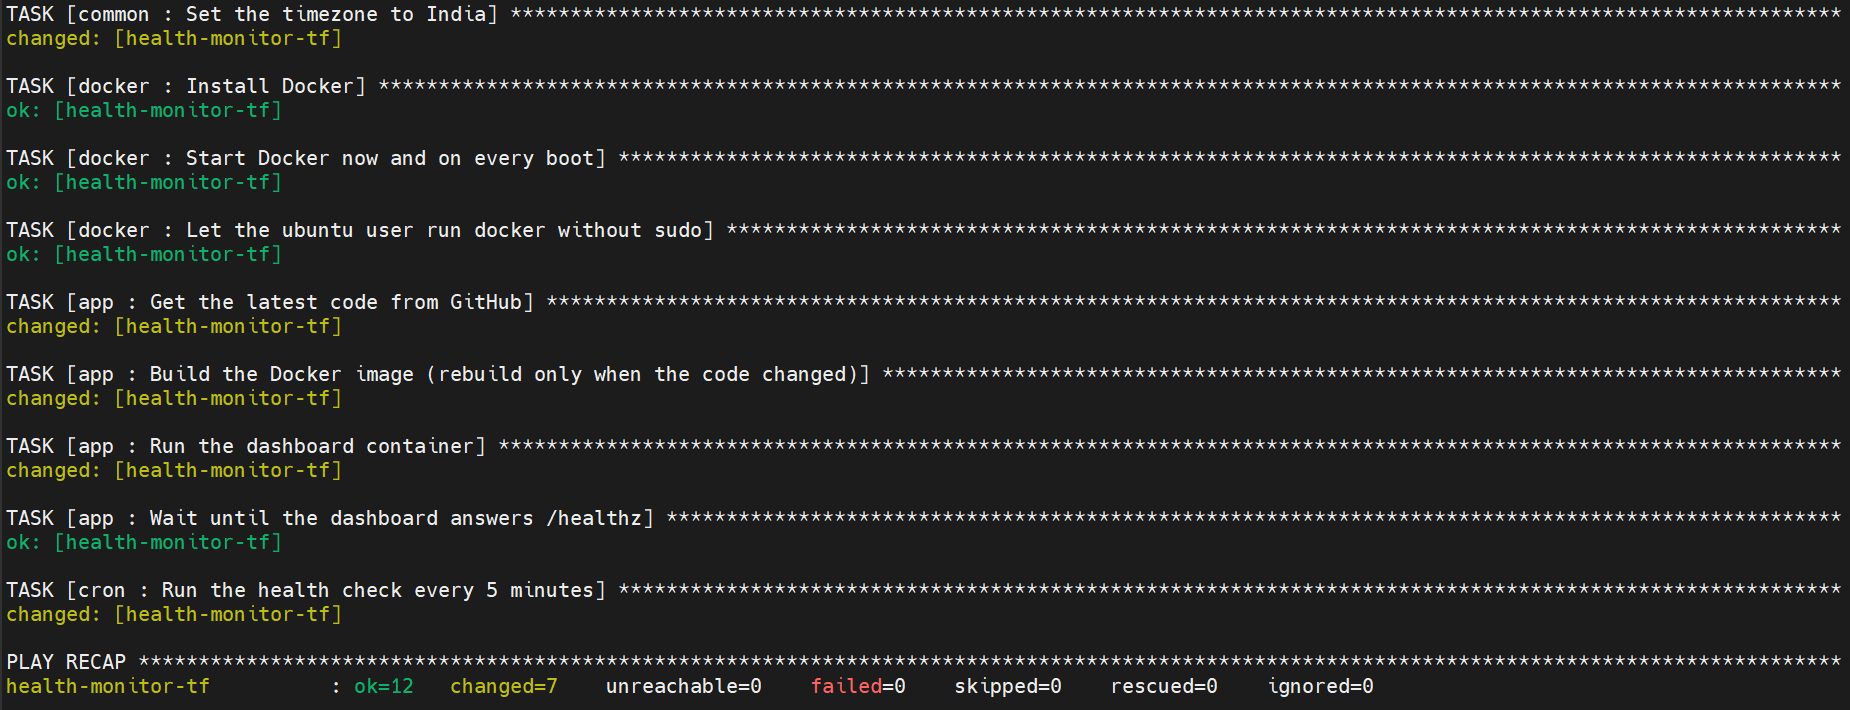 TASK [common : Set the timezone to India] ***************************************************************************************************************
changed: [health-monitor-tf]
TASK [docker : Install Docker] **************************************************************************************************************************
ok: [health-monitor-tf]
TASK [docker : Start Docker now and on every boot] ******************************************************************************************************
ok: [health-monitor-tf]
TASK [docker : Let the ubuntu user run docker without sudo] *********************************************************************************************
ok: [health-monitor-tf]
TASK [app : Get the latest code from GitHub] ************************************************************************************************************
changed: [health-monitor-tf]
TASK [app : Build the Docker image (rebuild only when the code changed)] ********************************************************************************
changed: [health-monitor-tf]
TASK [app : Run the dashboard container] ****************************************************************************************************************
changed: [health-monitor-tf]
TASK [app : Wait until the dashboard answers /healthz] **************************************************************************************************
ok: [health-monitor-tf]
TASK [cron : Run the health check every 5 minutes] ******************************************************************************************************
changed: [health-monitor-tf]
PLAY RECAP **********************************************************************************************************************************************
health-monitor-tf          : ok=12   changed=7    unreachable=0    failed=0    skipped=0    rescued=0    ignored=0